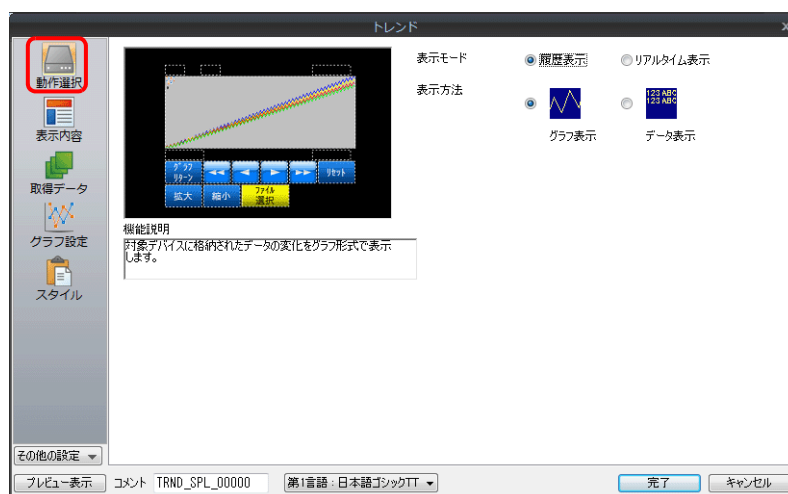 トレンド
動作選択
表示内容
取得データ
グラフ設定
スタイル
その他の設定
グラフ
リターン
リセット
拡大
縮小
ファイル
選択
機能説明
対象デバイスに格納されたデータの変化をグラフ形式で表示
します。
表示モード
履歴表示
リアルタイム表示
表示方法
123 ABC
123 ABC
グラフ表示
データ表示
プレビュー表示
コメント
TRND_SPL_00000
第1言語 : 日本語ゴシックTT
完了
キャンセル